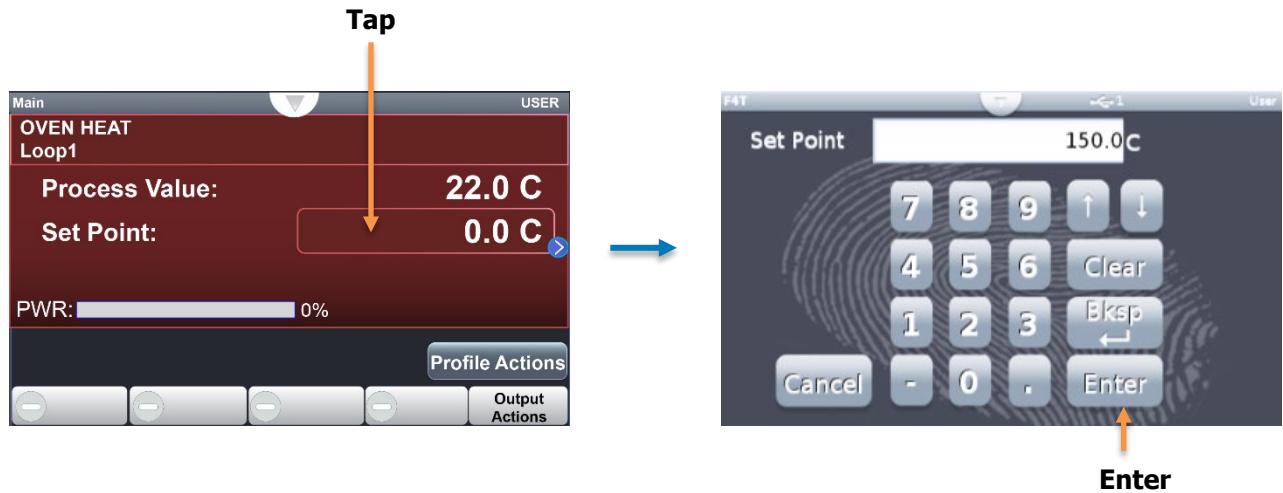 Tap
Main USER
OVEN HEAT
Loop1
Process Value: 22.0 C
Set Point: 0.0 C
PWR: 0%
Profile Actions
Output
Actions
F4T 1 User
Set Point 150.0 C
7 8 9 ↑ ↓
4 5 6 Clear
1 2 3 Bksp
Cancel - 0 . Enter
Enter